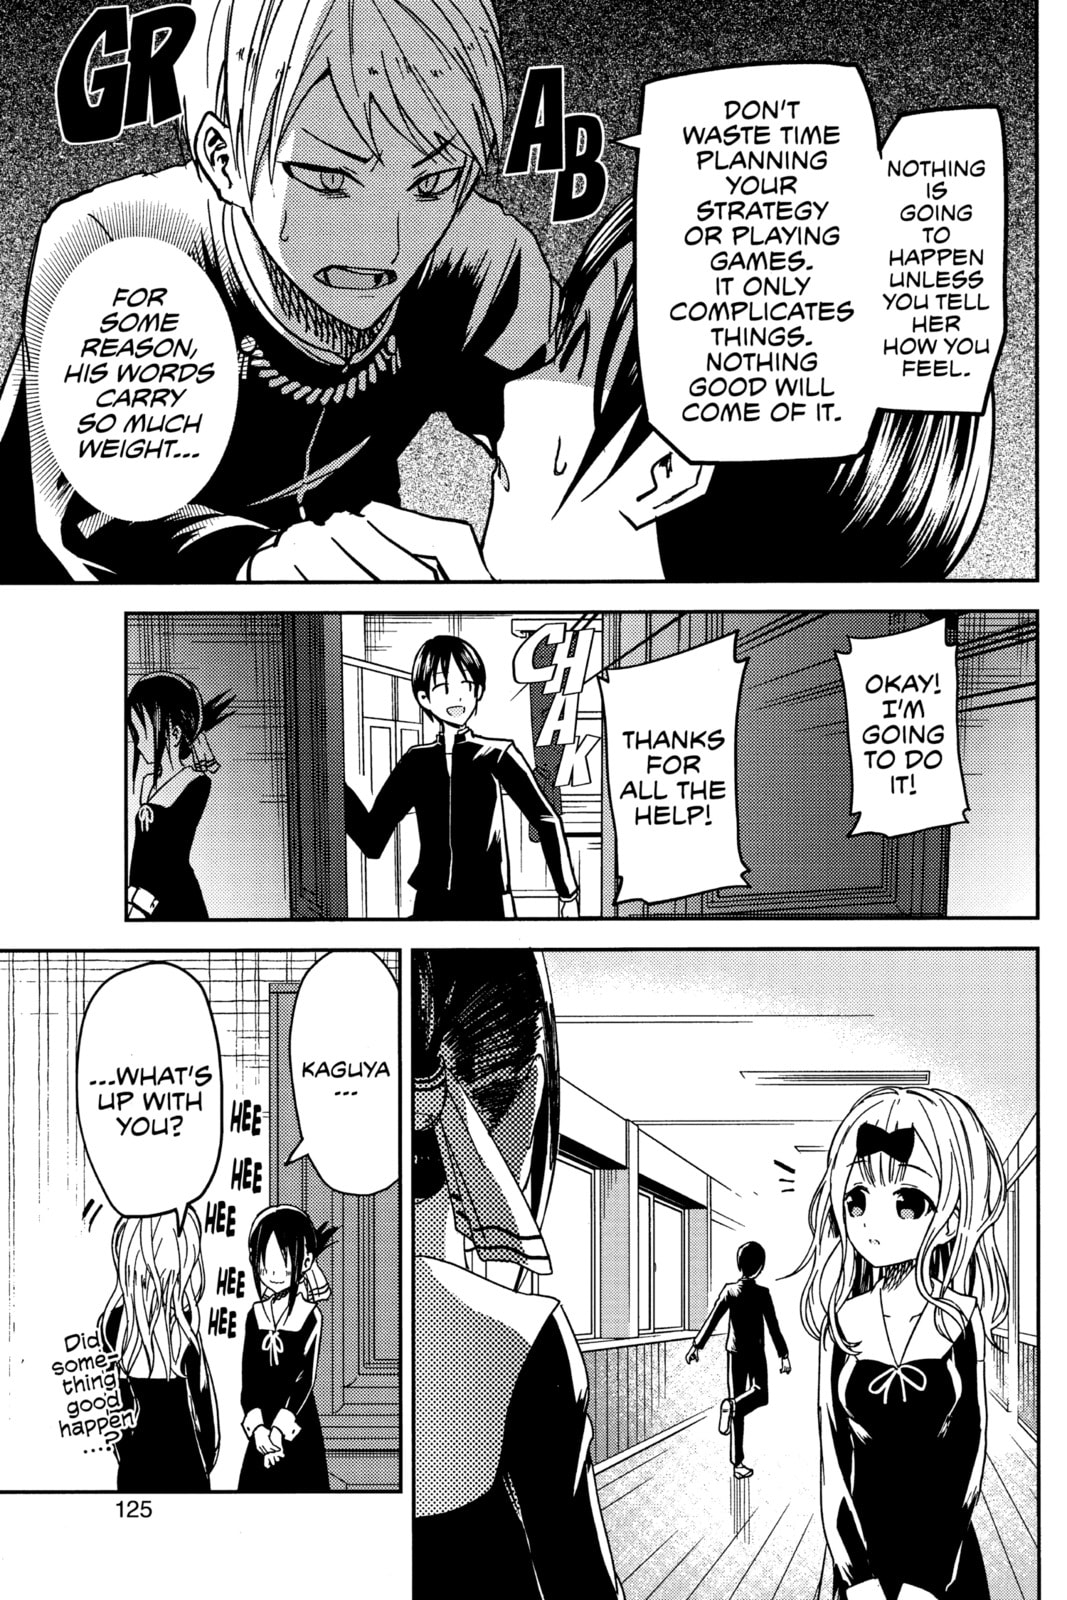 NOTHING
IS
GOING
TO
HAPPEN
UNLESS
YOU TELL
HER
HOW YOU
FEEL.
DON'T
WASTE TIME
PLANNING
YOUR
STRATEGY
OR PLAYING
GAMES.
IT ONLY
COMPLICATES
THINGS.
NOTHING
GOOD WILL
COME OF IT.
GR
AB
FOR
SOME
REASON,
HIS WORDS
CARRY
SO MUCH
WEIGHT...
OKAY!
I'M
GOING
TO DO
IT!
THANKS
FOR
ALL THE
HELP!
CHAK
KAGUYA
...
...WHAT'S
UP WITH
YOU?
HEE
HEE
HEE
HEE
HEE
Did
some-
thing
good
happen
....?
125